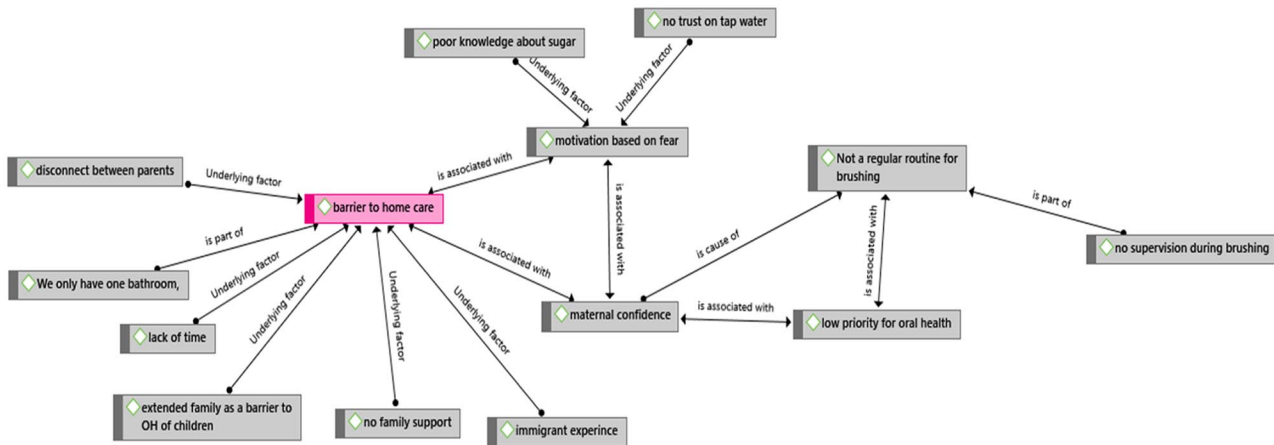 no trust on tap water
poor knowledge about sugar
Underlying factor
Underlying factor
motivation based on fear
Not a regular routine for
brushing
disconnect between parents
Underlying factor
is associated with
barrier to home care
is associated with
is part of
is part of
is cause of
is associated with
is associated with
no supervision during brushing
We only have one bathroom,
Underlying factor
Underlying factor
Underlying factor
Underlying factor
maternal confidence
is associated with
low priority for oral health
lack of time
extended family as a barrier to
OH of children
no family support
immigrant experince